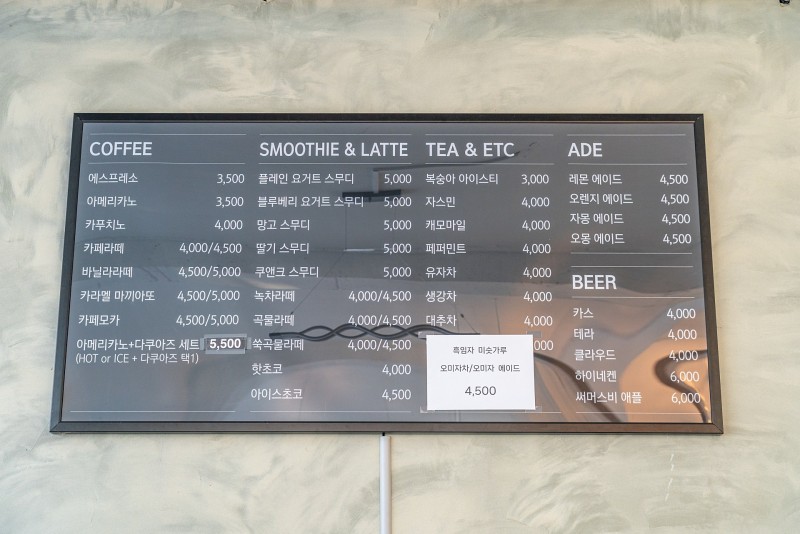 COFFEE
에스프레소 3,500
아메리카노 3,500
카푸치노 4,000
카페라떼 4,000/4,500
바닐라라떼 4,500/5,000
카라멜 마끼아또 4,500/5,000
카페모카 4,500/5,000
아메리카노+다쿠아즈 세트 5,500
(HOT or ICE + 다쿠아즈 택1)
SMOOTHIE & LATTE
플레인 요거트 스무디 5,000
블루베리 요거트 스무디 5,000
망고 스무디 5,000
딸기 스무디 5,000
쿠앤크 스무디 5,000
녹차라떼 4,000/4,500
곡물라떼 4,000/4,500
쑥곡물라떼 4,000/4,500
핫초코 4,000
아이스초코 4,500
TEA & ETC
복숭아 아이스티 3,000
자스민 4,000
캐모마일 4,000
페퍼민트 4,000
유자차 4,000
생강차 4,000
대추차 4,000
000
흑임자 미숫가루
오미자차/오미자 에이드
4,500
ADE
레몬 에이드 4,500
오렌지 에이드 4,500
자몽 에이드 4,500
오몽 에이드 4,500
BEER
카스 4,000
테라 4,000
클라우드 4,000
하이네켄 6,000
써머스비 애플 6,000